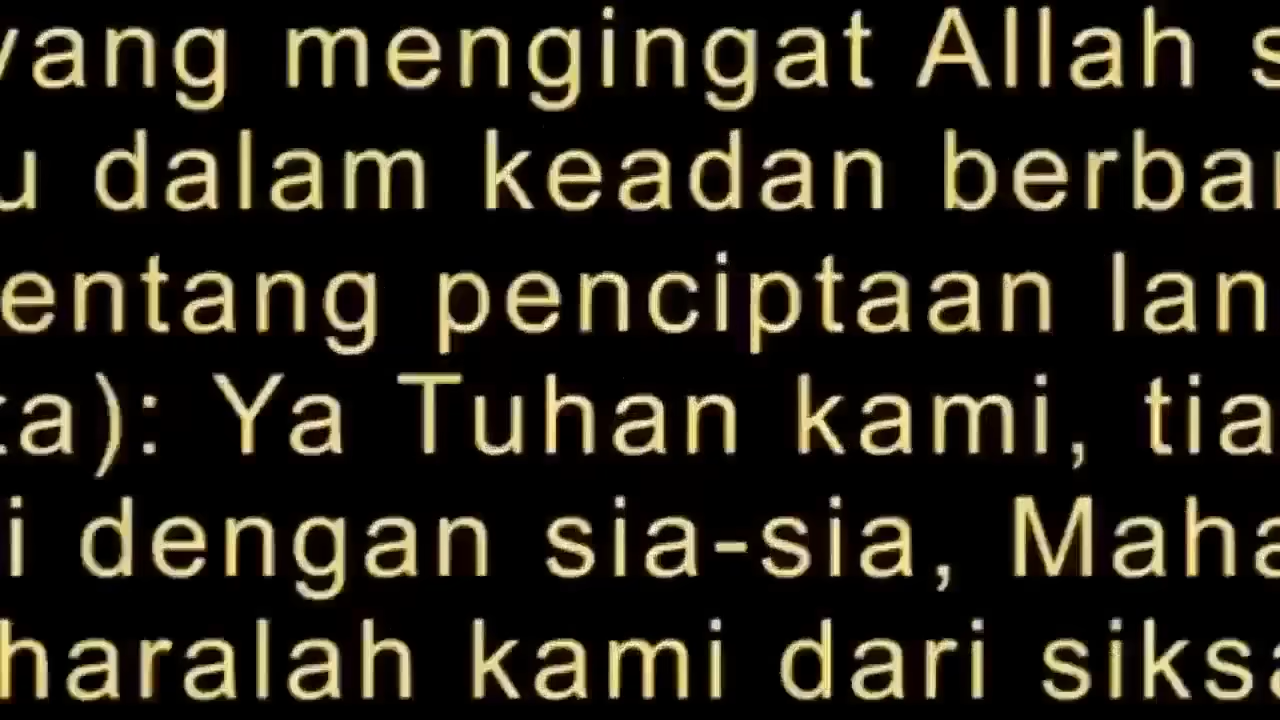 yang mengingat Allah s
u dalam keadan berba
entang penciptaan lan
a): Ya Tuhan kami, tia
i dengan sia-sia, Maha
haralah kami dari siksa